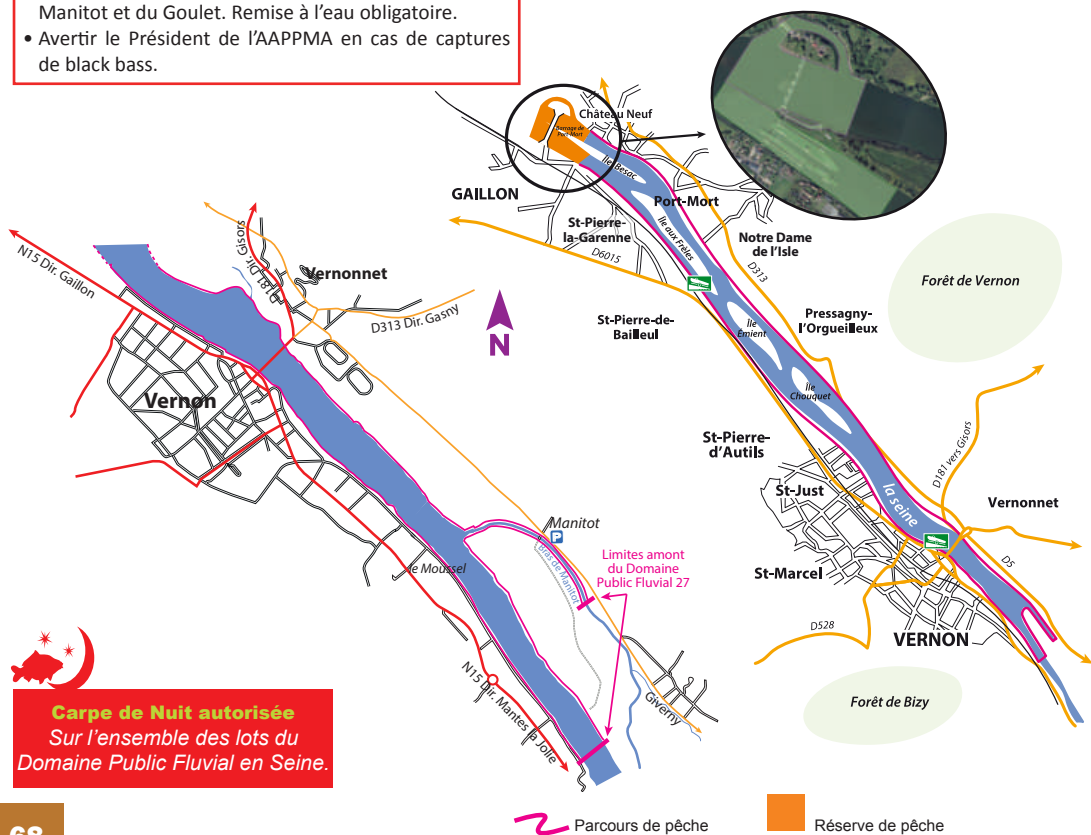 Manitot et du Goulet. Remise à l'eau obligatoire.
• Avertir le Président de l'AAPPMA en cas de captures
de black bass.
Château Neuf
Barrage de
Port-Mort
Île Besac
GAILLON
Port-Mort
St-Pierre-
la-Garenne
Île aux Frêles
Notre Dame
de l'Isle
D6015
D313
Forêt de Vernon
St-Pierre-de-
Bailleul
Île
Émient
Pressagny-
l'Orgueilleux
Île
Chouquet
St-Pierre-
d'Autils
D181 vers Gisors
St-Just
la seine
Vernonnet
D5
St-Marcel
VERNON
D528
Forêt de Bizy
N15 Dir. Gaillon
D181 Dir. Gisors
Vernonnet
D313 Dir. Gasny
N
Vernon
Manitot
P
Bras de Manitot
Limites amont
du Domaine
Public Fluvial 27
le Moussel
N15 Dir. Mantes la Jolie
Giverny
Carpe de Nuit autorisée
Sur l'ensemble des lots du
Domaine Public Fluvial en Seine.
68
Parcours de pêche
Réserve de pêche